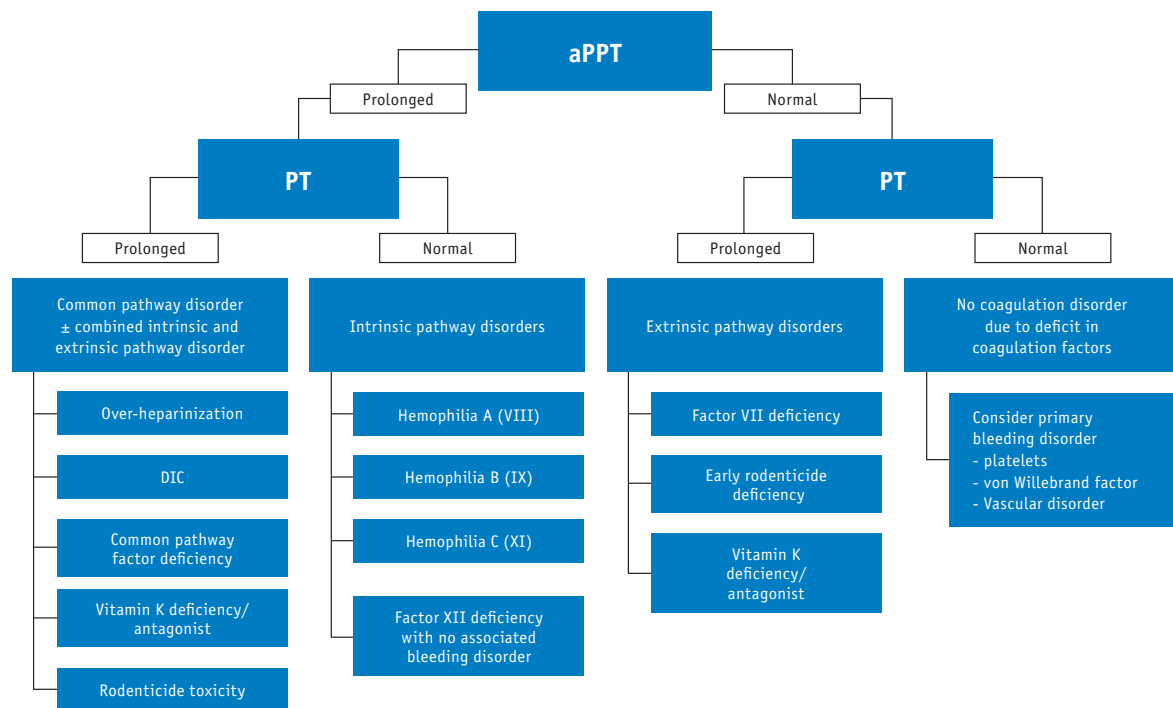 aPPT
Prolonged
Normal
PT
PT
Prolonged
Normal
Prolonged
Normal
Common pathway disorder
± combined intrinsic and
extrinsic pathway disorder
Over-heparinization
DIC
Common pathway
factor deficiency
Vitamin K deficiency/
antagonist
Rodenticide toxicity
Intrinsic pathway disorders
Hemophilia A (VIII)
Hemophilia B (IX)
Hemophilia C (XI)
Factor XII deficiency
with no associated
bleeding disorder
Extrinsic pathway disorders
Factor VII deficiency
Early rodenticide
deficiency
Vitamin K
deficiency/
antagonist
No coagulation disorder
due to deficit in
coagulation factors
Consider primary
bleeding disorder
- platelets
- von Willebrand factor
- Vascular disorder